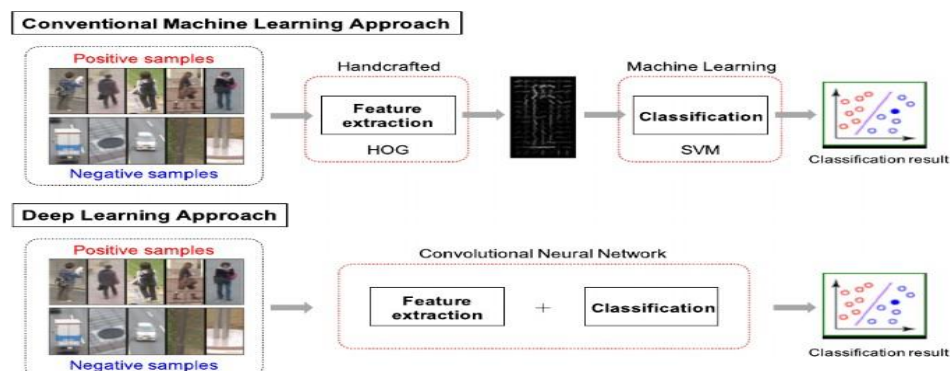 Conventional Machine Learning Approach
Positive samples
Negative samples
Handcrafted
Feature
extraction
HOG
Machine Learning
Classification
SVM
Classification result
Deep Learning Approach
Positive samples
Negative samples
Convolutional Neural Network
Feature
extraction
+
Classification
Classification result